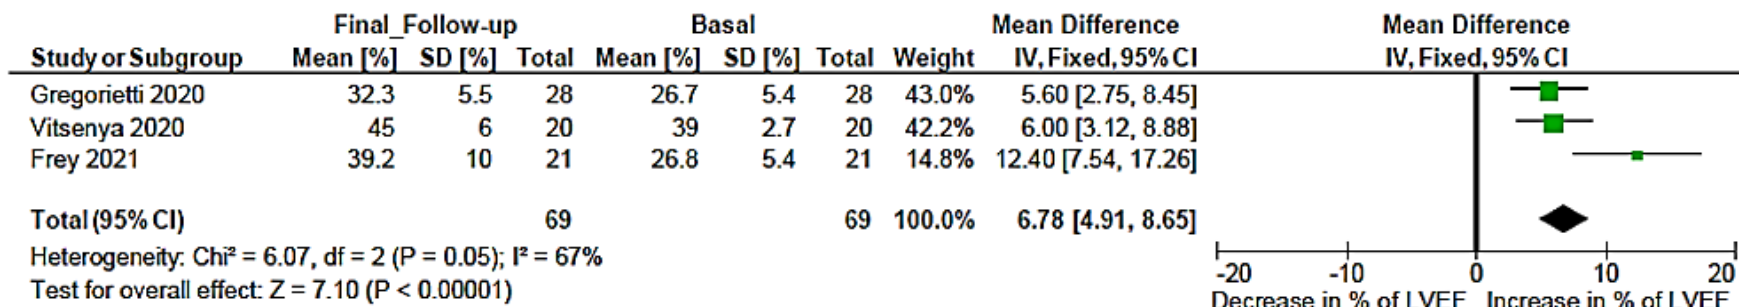 Final_Follow-up Basal Mean Difference Mean Difference
Study or Subgroup Mean [%] SD [%] Total Mean [%] SD [%] Total Weight IV, Fixed, 95% CI IV, Fixed, 95% CI
Gregorietti 2020 32.3 5.5 28 26.7 5.4 28 43.0% 5.60 [2.75, 8.45]
Vitsenya 2020 45 6 20 39 2.7 20 42.2% 6.00 [3.12, 8.88]
Frey 2021 39.2 10 21 26.8 5.4 21 14.8% 12.40 [7.54, 17.26]
Total (95% CI) 69 69 100.0% 6.78 [4.91, 8.65]
Heterogeneity: Chi² = 6.07, df = 2 (P = 0.05); I² = 67%
Test for overall effect: Z = 7.10 (P < 0.00001)
-20 -10 0 10 20
Decrease in % of LVEF Increase in % of LVEF